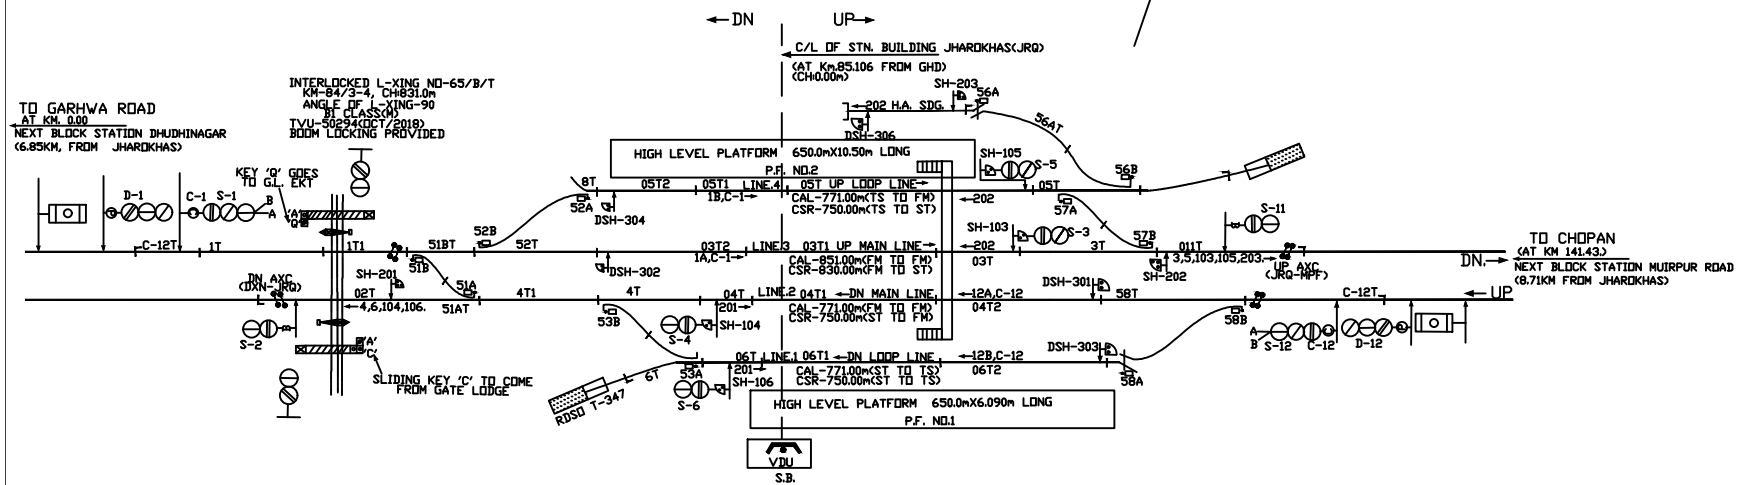 DN UP
C/L OF STN. BUILDING JHAROKHAS(JRQ)
(AT Km.85.106 FROM GHD)
(CH:0.00m)
INTERLOCKED L-XING NO-65/B/T
KM-84/3-4, CH:831.0m
ANGLE OF L-XING-90
B1 CLASS(M)
TVU-50294(OCT/2018)
BOOM LOCKING PROVIDED
TO GARHWA ROAD
AT KM. 0.00
NEXT BLOCK STATION DHUDHINAGAR
(6.85KM, FROM JHAROKHAS)
SH-203
56A
202 H.A. SDG.
DSH-306
56AT
HIGH LEVEL PLATFORM 650.0mX10.50m LONG
P.F. NO.2
SH-105
S-5
56B
KEY 'Q' GOES
TO G.L. EKT
D-1
C-1 S-1
B
A
'A'
'Q'
8T
05T2 05T1 LINE.4 05T UP LOOP LINE
05T
1B,C-1
CAL-771.00m(TS TO FM)
CSR-750.00m(TS TO ST)
202
52A
DSH-304
57A
S-11
52B
SH-103
S-3
57B
C-12T 1T 1T1 51BT 52T 03T2 LINE.3 03T1 UP MAIN LINE 202 3T 011T
1A,C-1
CAL-851.00m(FM TO FM)
CSR-830.00m(FM TO ST)
03T
3,5,103,105,203.
TO CHOPAN
(AT KM 141.43.)
DN.
NEXT BLOCK STATION MUIRPUR ROAD
(8.71KM FROM JHAROKHAS)
51B
DSH-302
SH-202
UP AXC
(JRQ-MPF)
DN AXC
(DXN-JRQ)
SH-201
51A
DSH-301
02T 4T1 4T 04T LINE.2 04T1 DN MAIN LINE 12A,C-12 58T C-12T UP
4,6,104,106.
51AT
201
CAL-771.00m(FM TO FM)
CSR-750.00m(ST TO FM)
04T2
53B
58B
S-2
S-4
SH-104
A
B S-12 C-12 D-12
DSH-303
'A'
'C'
06T LINE.1 06T1 DN LOOP LINE 12B,C-12
201
CAL-771.00m(ST TO TS)
CSR-750.00m(ST TO TS)
06T2
6T
53A
SH-106
58A
SLIDING KEY 'C' TO COME
FROM GATE LODGE
S-6
RDSO T-347
HIGH LEVEL PLATFORM 650.0mX6.090m LONG
P.F. NO.1
VDU
S.B.